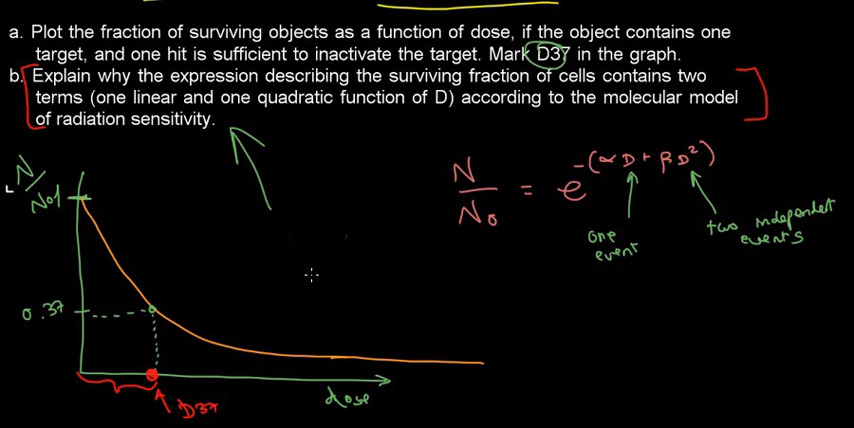 a. Plot the fraction of surviving objects as a function of dose, if the object contains one
target, and one hit is sufficient to inactivate the target. Mark D37 in the graph.
b. Explain why the expression describing the surviving fraction of cells contains two
terms (one linear and one quadratic function of D) according to the molecular model
of radiation sensitivity.
N/No
1
N/N₀ = e^-(αD + βD²)
one
event
two independet
events
0.37
dose
D37